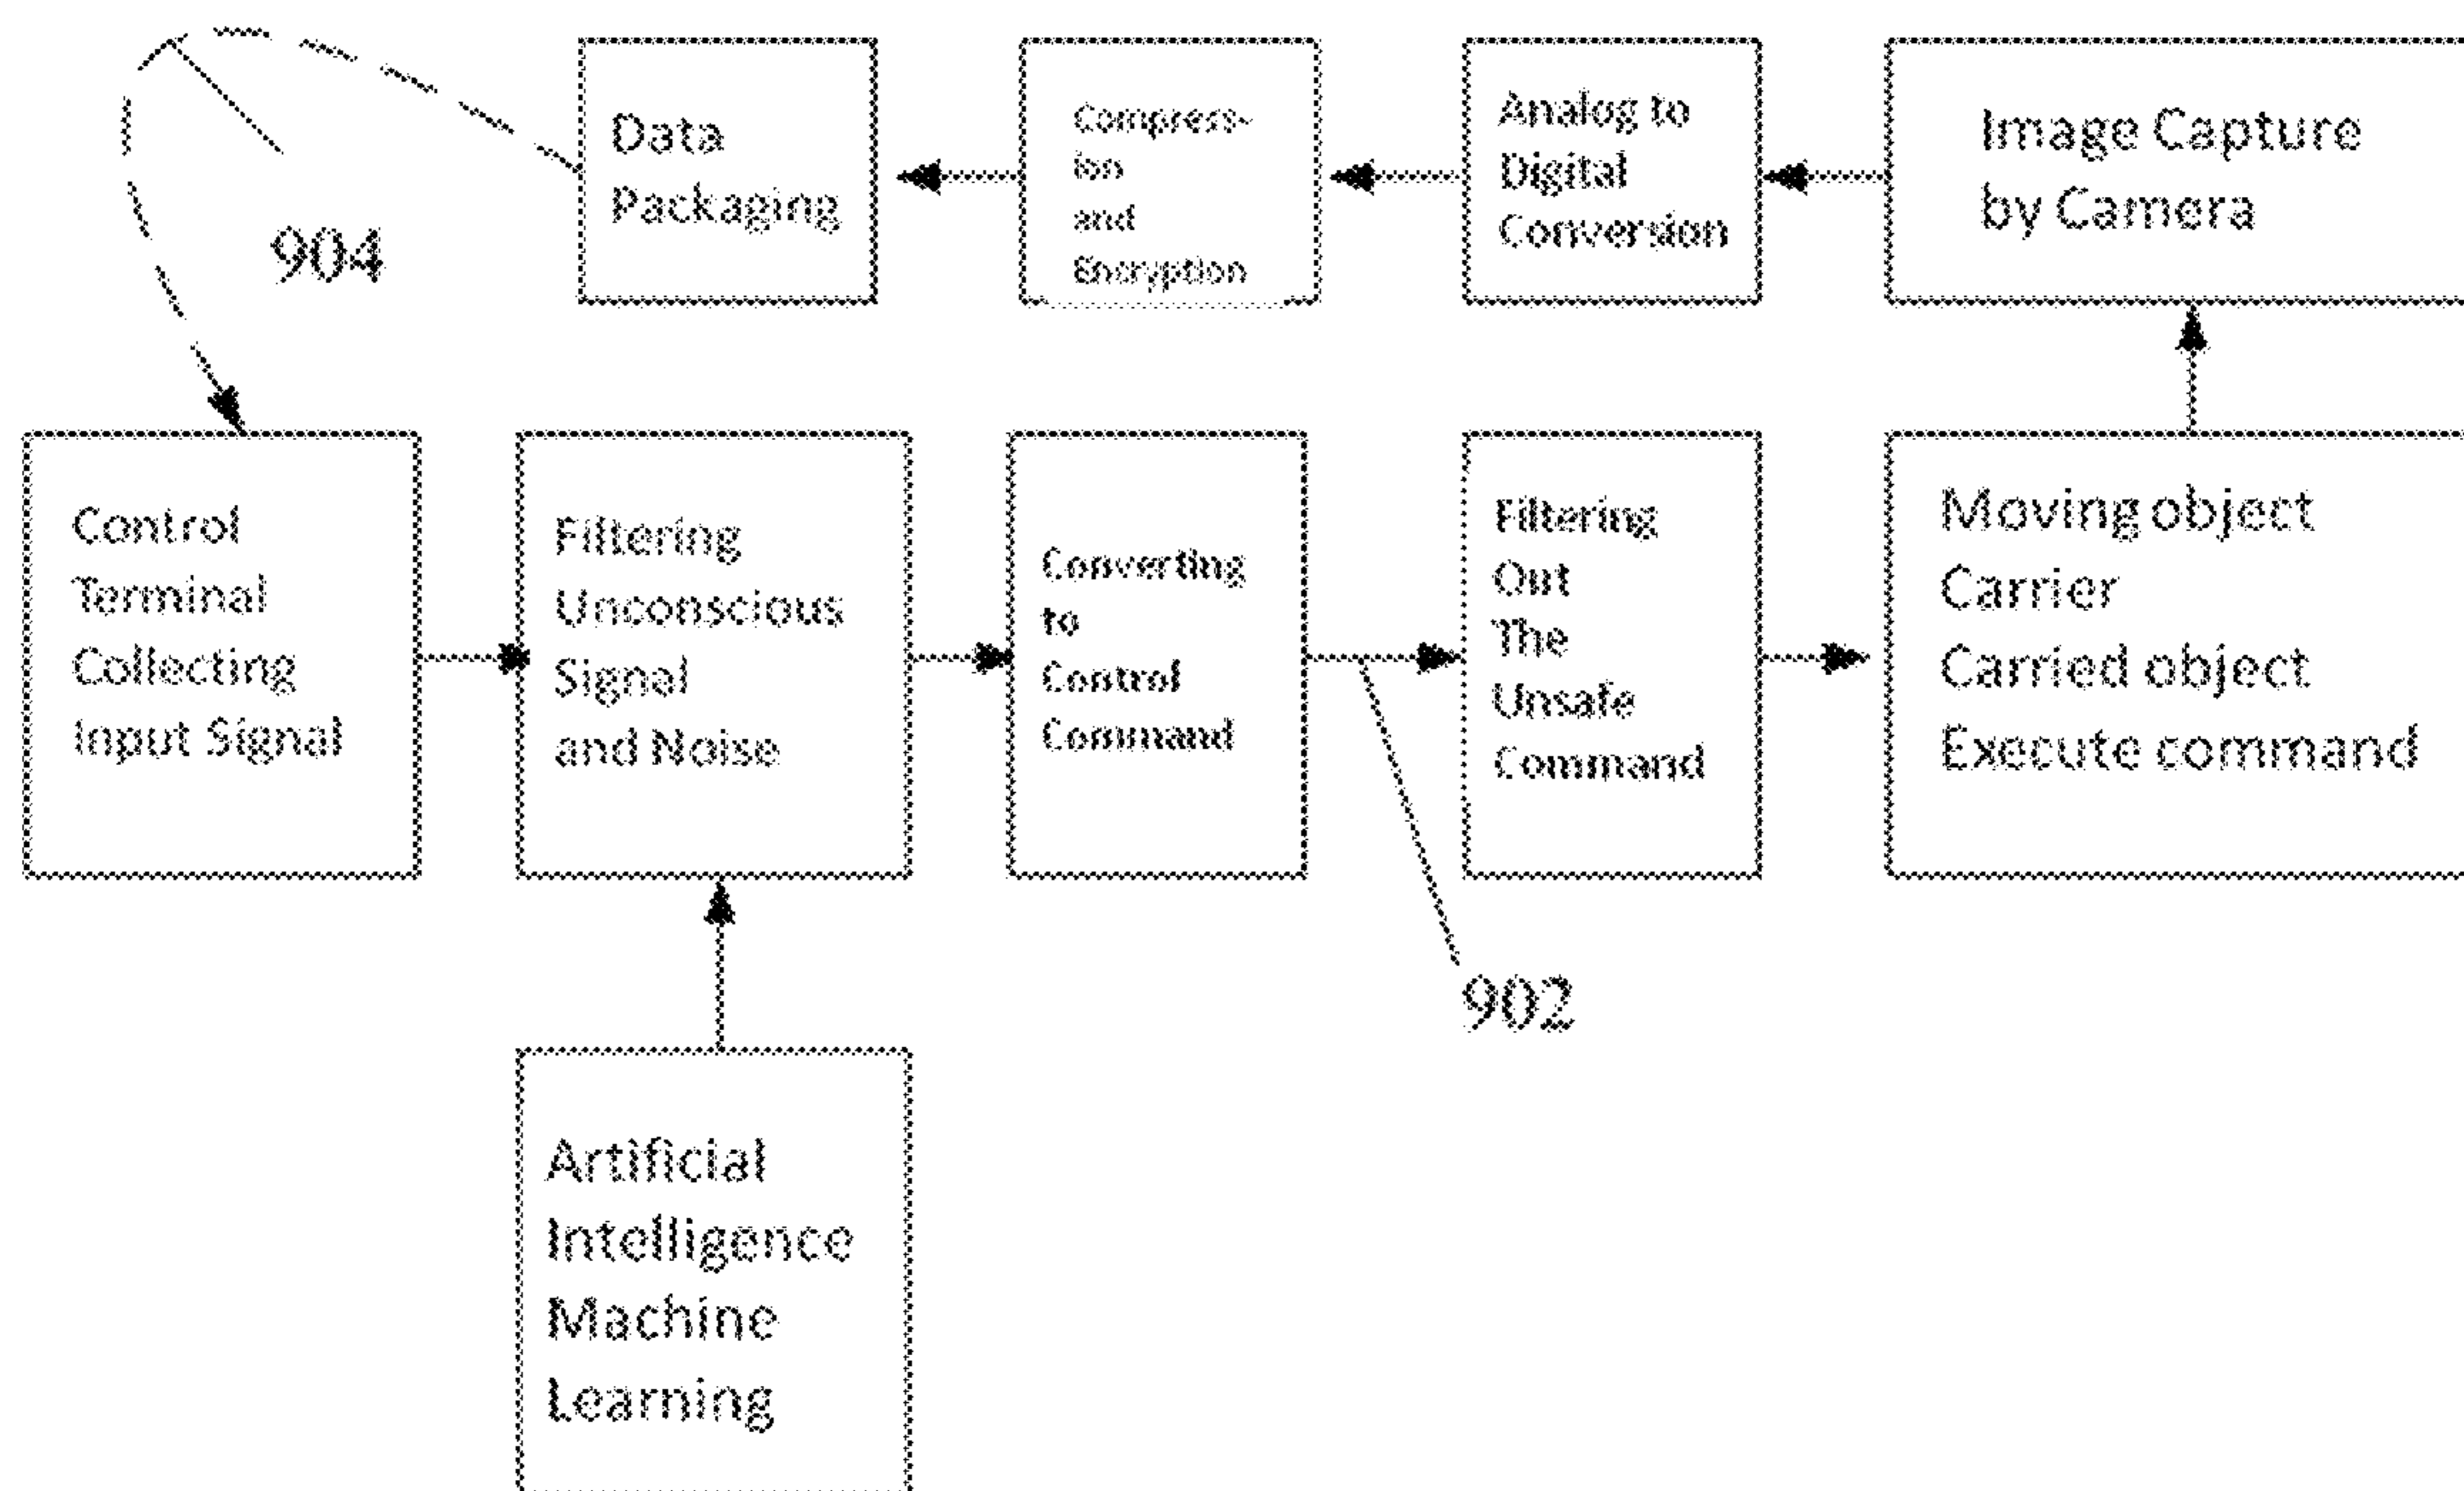 Data
Packaging
Compress-
ion
and
Encryption
Analog to
Digital
Conversion
Image Capture
by Camera
904
Control
Terminal
Collecting
Input Signal
Filtering
Unconscious
Signal
and Noise
Converting
to
Control
Command
Filtering
Out
The
Unsafe
Command
Moving object
Carrier
Carried object
Execute command
902
Artificial
Intelligence
Machine
Learning